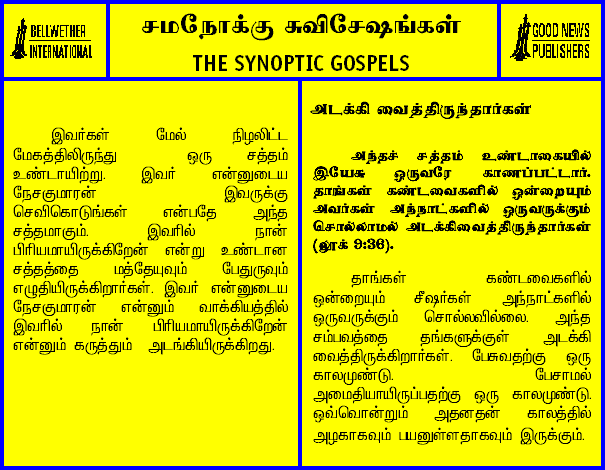 BELLWETHER
INTERNATIONAL
சமநோக்கு சுவிசேஷங்கள்
THE SYNOPTIC GOSPELS
GOOD NEWS
PUBLISHERS
இவர்கள் மேல் நிழலிட்ட
மேகத்திலிருந்து ஒரு சத்தம்
உண்டாயிற்று. இவர் என்னுடைய
நேசகுமாரன் இவருக்கு
செவிகொடுங்கள் என்பதே அந்த
சத்தமாகும். இவரில் நான்
பிரியமாயிருக்கிறேன் என்று உண்டான
சத்தத்தை மத்தேயுவும் பேதுருவும்
எழுதியிருக்கிறார்கள். இவர் என்னுடைய
நேசகுமாரன் என்னும் வாக்கியத்தில்
இவரில் நான் பிரியமாயிருக்கிறேன்
என்னும் கருத்தும் அடங்கியிருக்கிறது.
அடக்கி வைத்திருந்தார்கள்
அந்தச் சத்தம் உண்டாகையில்
இயேசு ஒருவரே காணப்பட்டார்.
தாங்கள் கண்டவைகளில் ஒன்றையும்
அவர்கள் அந்நாட்களில் ஒருவருக்கும்
சொல்லாமல் அடக்கிவைத்திருந்தார்கள்
(லூக் 9:36).
தாங்கள் கண்டவைகளில்
ஒன்றையும் சீஷர்கள் அந்நாட்களில்
ஒருவருக்கும் சொல்லவில்லை. அந்த
சம்பவத்தை தங்களுக்குள் அடக்கி
வைத்திருக்கிறார்கள். பேசுவதற்கு ஒரு
காலமுண்டு. பேசாமல்
அமைதியாயிருப்பதற்கு ஒரு காலமுண்டு.
ஒவ்வொன்றும் அதனதன் காலத்தில்
அழகாகவும் பயனுள்ளதாகவும் இருக்கும்.